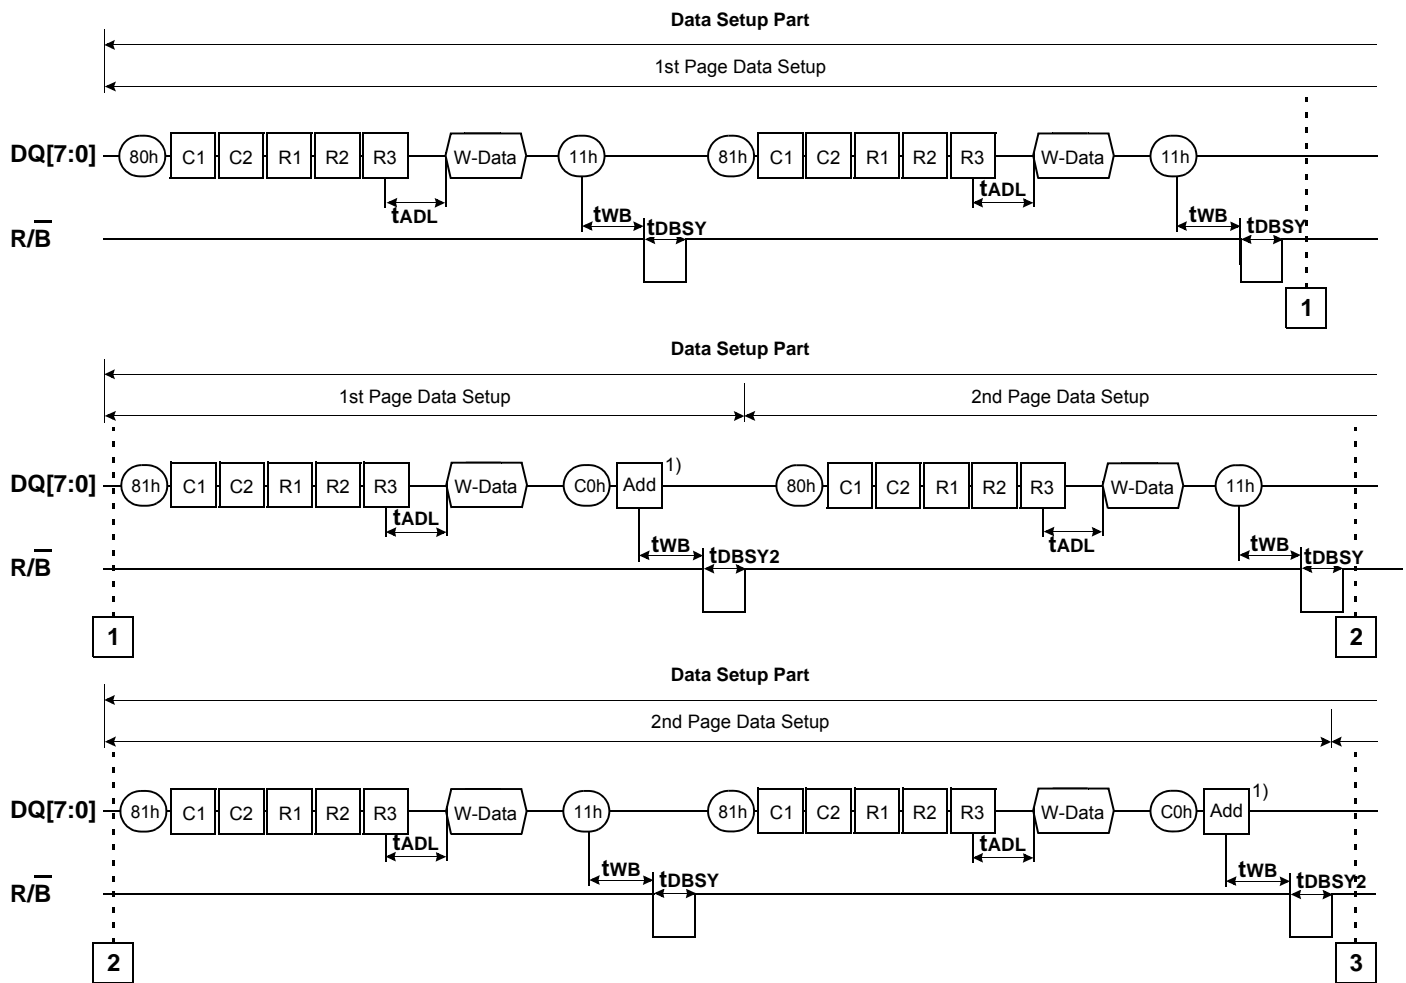 Data Setup Part
1st Page Data Setup
DQ[7:0] 80h C1 C2 R1 R2 R3 W-Data 11h 81h C1 C2 R1 R2 R3 W-Data 11h
tADL tADL
tWB tDBSY tWB tDBSY
R/B
1
Data Setup Part
1st Page Data Setup 2nd Page Data Setup
DQ[7:0] 81h C1 C2 R1 R2 R3 W-Data C0h Add 1) 80h C1 C2 R1 R2 R3 W-Data 11h
tADL tADL
tWB tDBSY2 tWB tDBSY
R/B
1 2
Data Setup Part
2nd Page Data Setup
DQ[7:0] 81h C1 C2 R1 R2 R3 W-Data 11h 81h C1 C2 R1 R2 R3 W-Data C0h Add 1)
tADL tADL
tWB tDBSY tWB tDBSY2
R/B
2 3